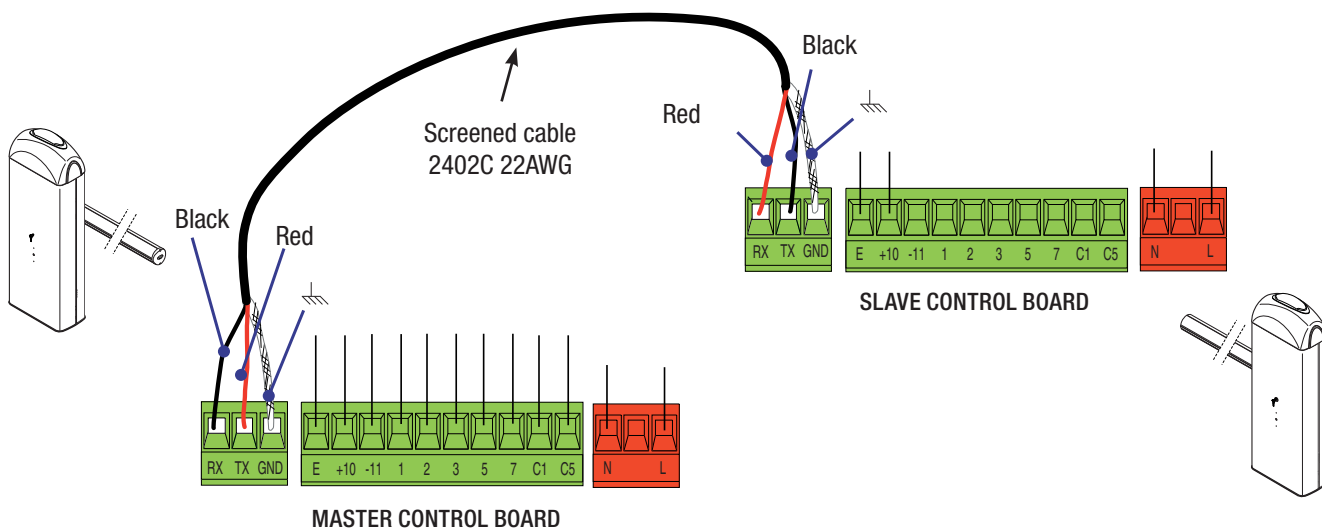 Black
Red
Screened cable
2402C 22AWG
RX TX GND
E +10 -11 1 2 3 5 7 C1 C5
N L
SLAVE CONTROL BOARD
Black
Red
RX TX GND
E +10 -11 1 2 3 5 7 C1 C5
N L
MASTER CONTROL BOARD